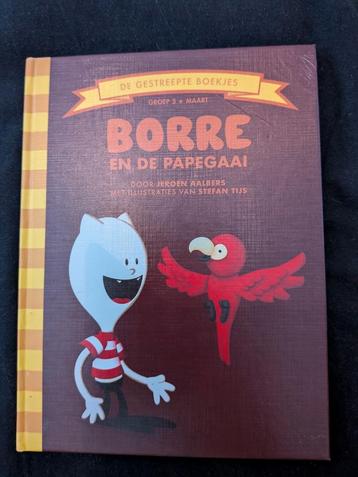 DE GESTREEPTE BOEKJES
GROEP 3 • MAART
BORRE
EN DE PAPEGAAI
DOOR JEROEN AALBERS
MET ILLUSTRATIES VAN STEFAN TIJS